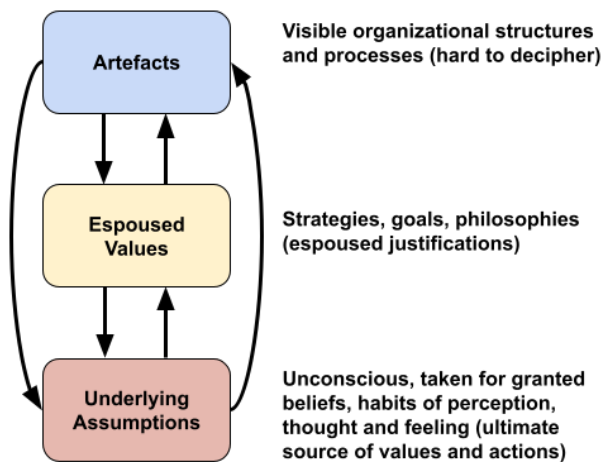 Artefacts
Visible organizational structures
and processes (hard to decipher)
Espoused
Values
Strategies, goals, philosophies
(espoused justifications)
Underlying
Assumptions
Unconscious, taken for granted
beliefs, habits of perception,
thought and feeling (ultimate
source of values and actions)